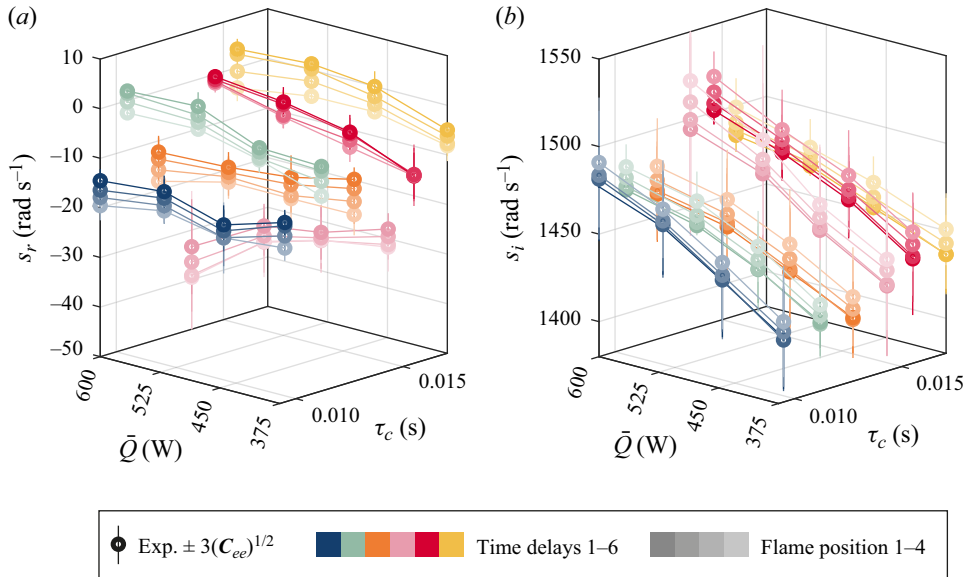 (a)
10
0
–10
–20
–30
–40
–50
s_r (rad s⁻¹)
600
525
450
375
Q̄ (W)
0.010
0.015
τ_c (s)
(b)
1550
1500
1450
1400
s_i (rad s⁻¹)
600
525
450
375
Q̄ (W)
0.010
0.015
τ_c (s)
Exp. ± 3(C_ee)^1/2 Time delays 1–6 Flame position 1–4